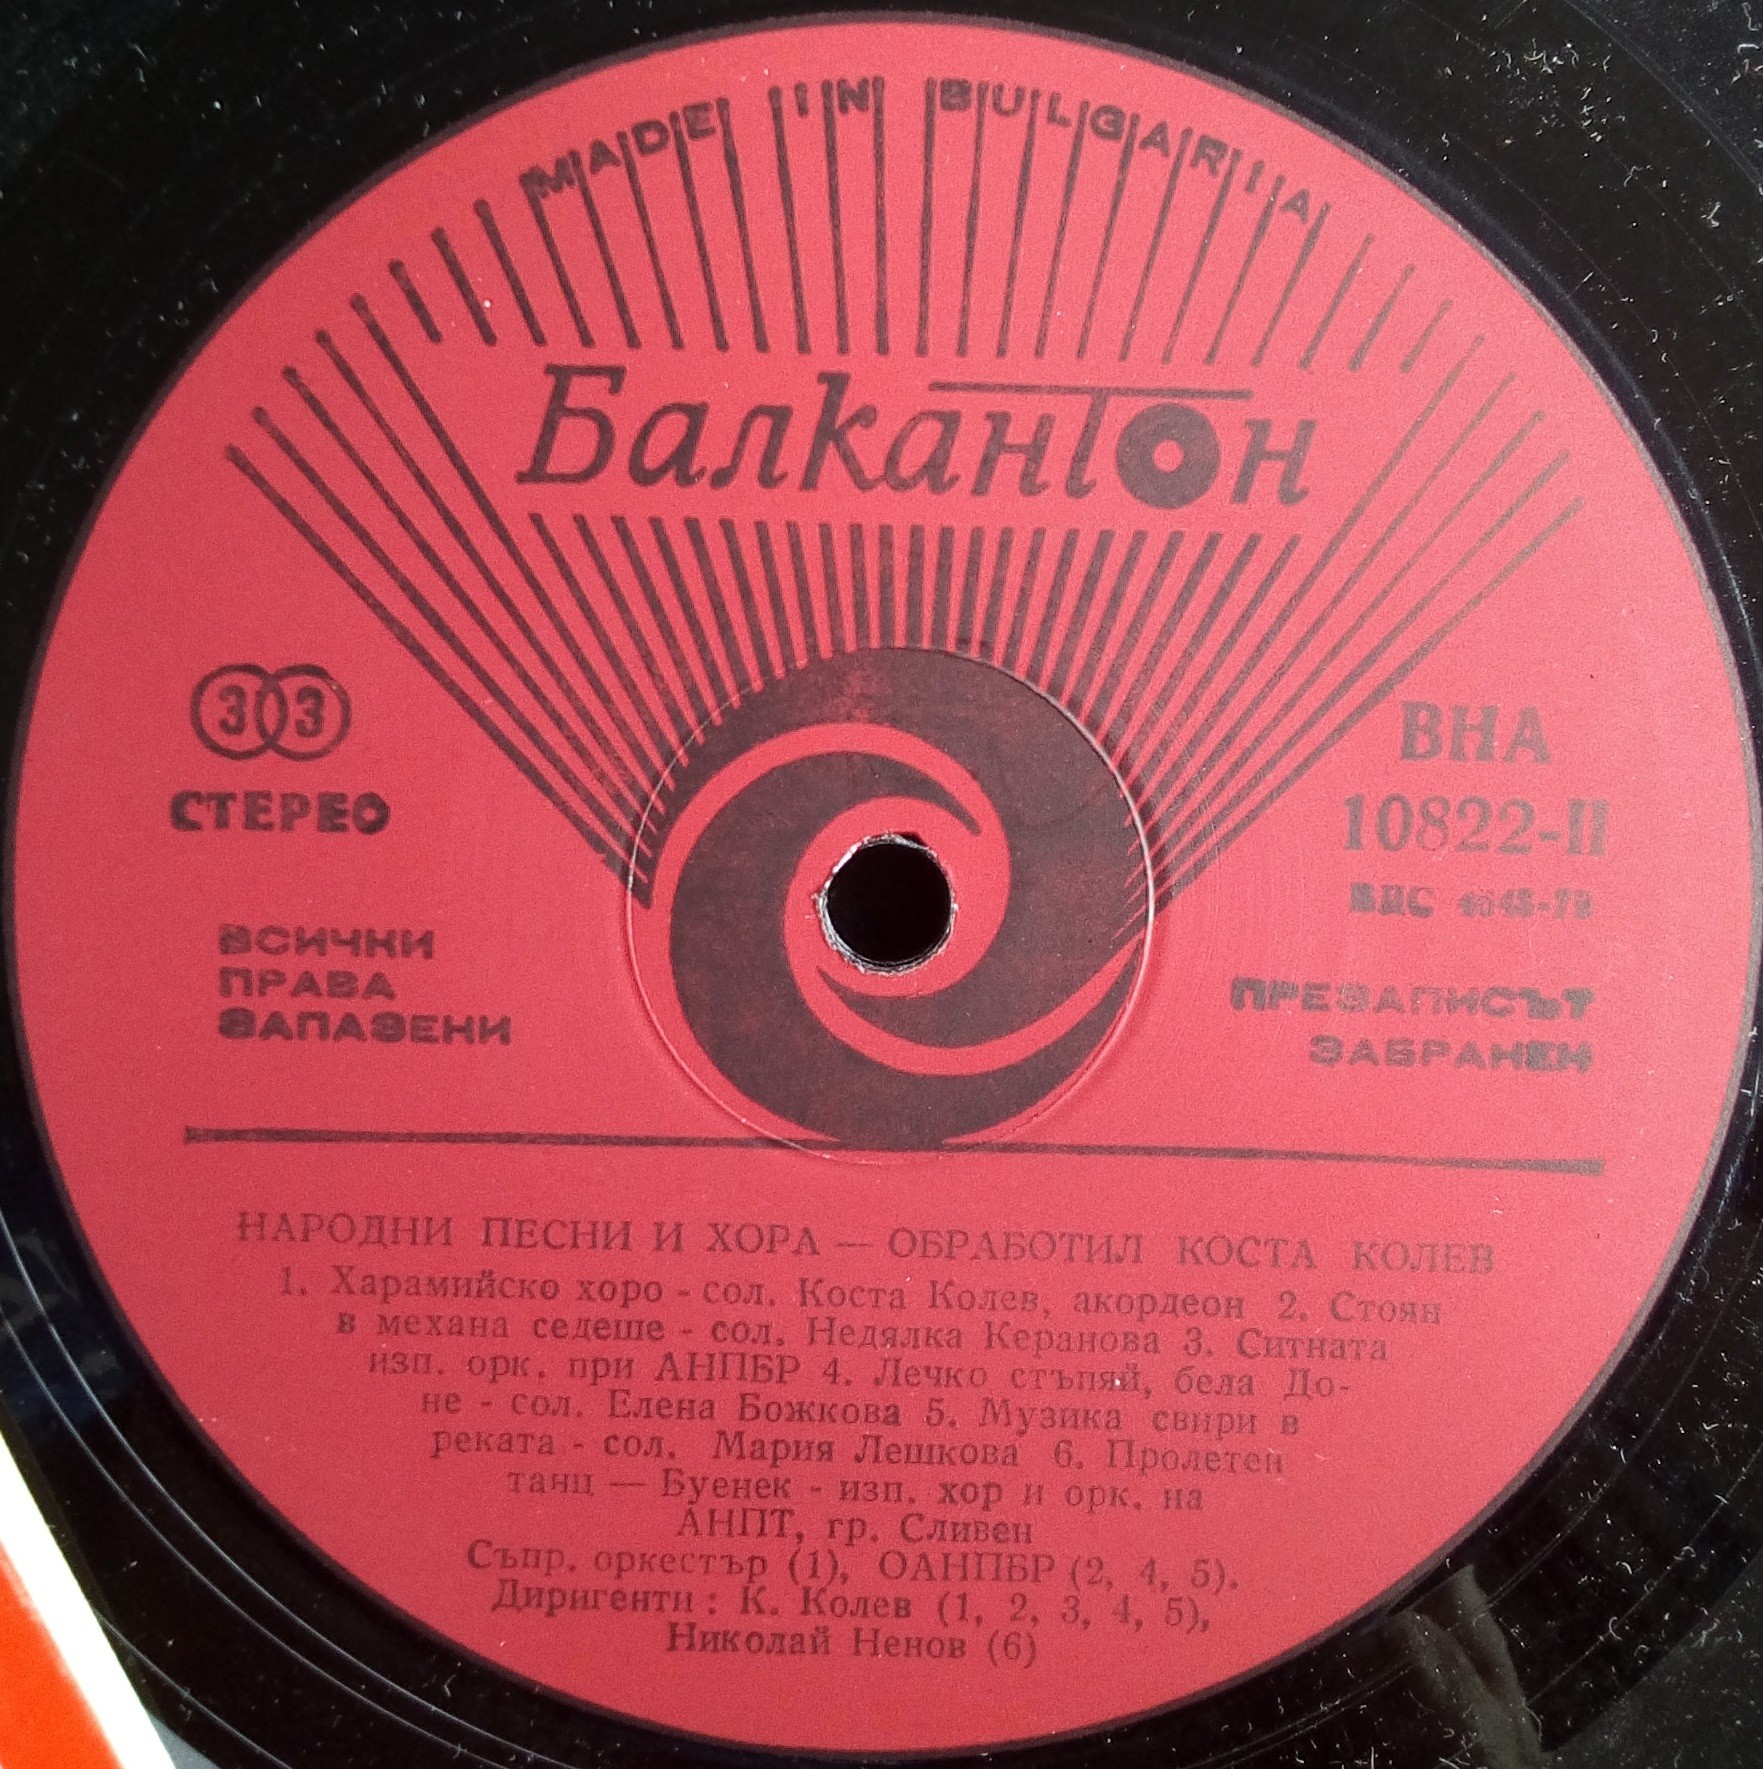 MADE IN BULGARIA
Балкантон
33
СТЕРЕО
ВНА
10822-II
ВСИЧКИ
ПРАВА
ЗАПАЗЕНИ
ПРЕЗАПИСЪТ
ЗАБРАНЕН
НАРОДНИ ПЕСНИ И ХОРА — ОБРАБОТИЛ КОСТА КОЛЕВ
1. Харамийско хоро - сол. Коста Колев, акордеон 2. Стоян
в механа седеше - сол. Недялка Керанова 3. Ситната
изп. орк. при АНПБР 4. Лечко стъпяй, бела До-
не - сол. Елена Божкова 5. Музика свири в
реката - сол. Мария Лешкова 6. Пролетен
танц — Буенек - изп. хор и орк. на
АНПТ, гр. Сливен
Съпр. оркестър (1), ОАНПБР (2, 4, 5).
Диригенти : К. Колев (1, 2, 3, 4, 5),
Николай Ненов (6)